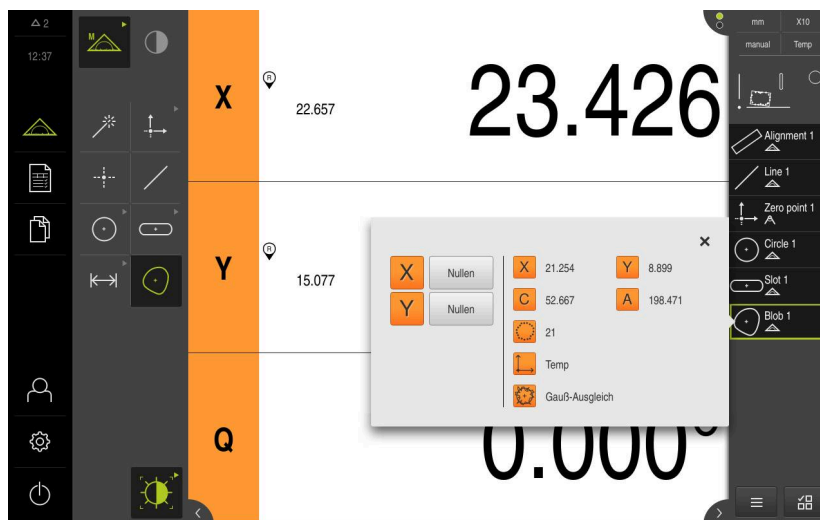 2
12:37
M
X
R
22.657
23.426
Y
R
15.077
Q
0.000°
X Nullen
Y Nullen
X 21.254 Y 8.899
C 52.667 A 198.471
21
Temp
Gauß-Ausgleich
mm X10
manual Temp
Alignment 1
Line 1
Zero point 1
Circle 1
Slot 1
Blob 1